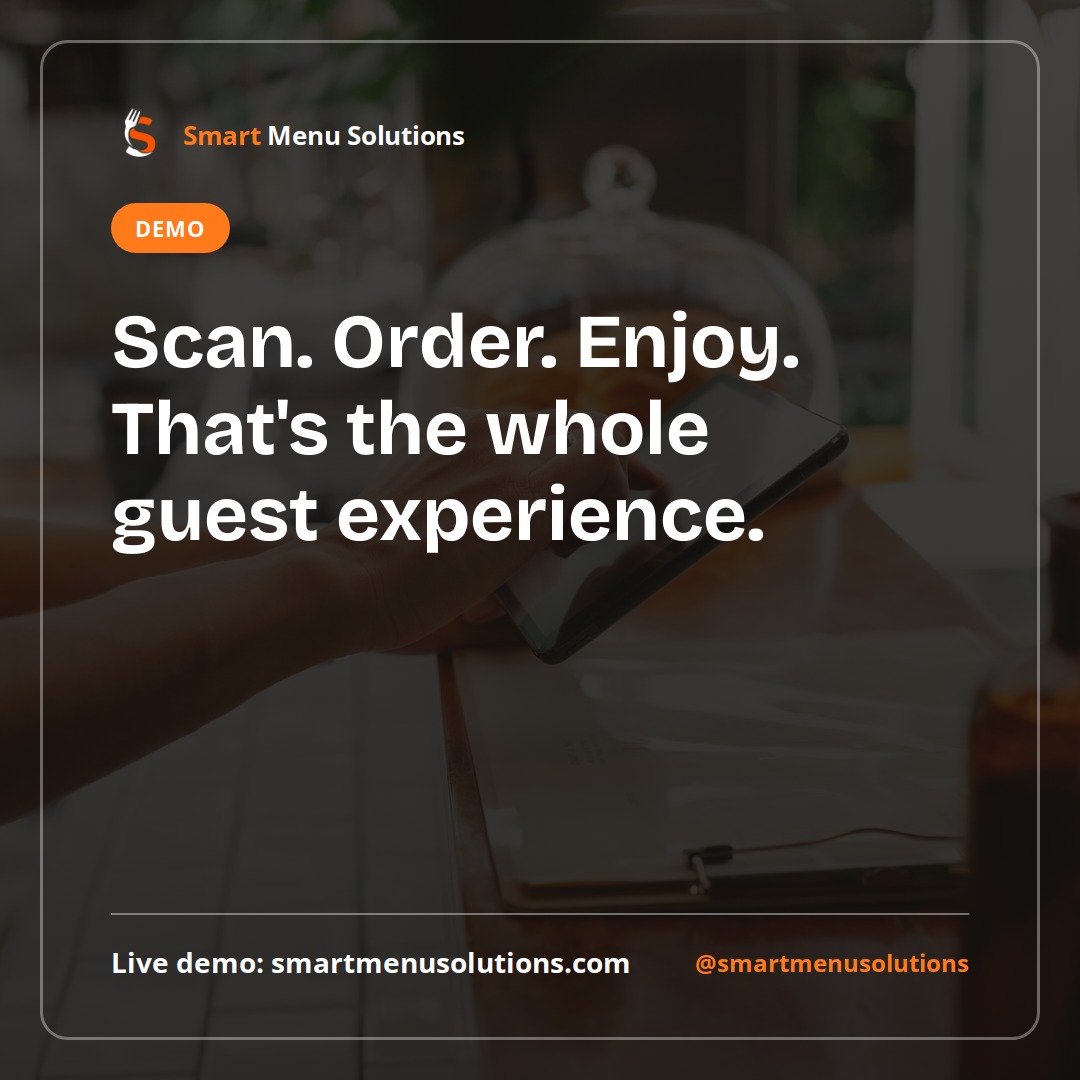 Smart Menu Solutions
DEMO
Scan. Order. Enjoy.
That's the whole
guest experience.
Live demo: smartmenusolutions.com
@smartmenusolutions